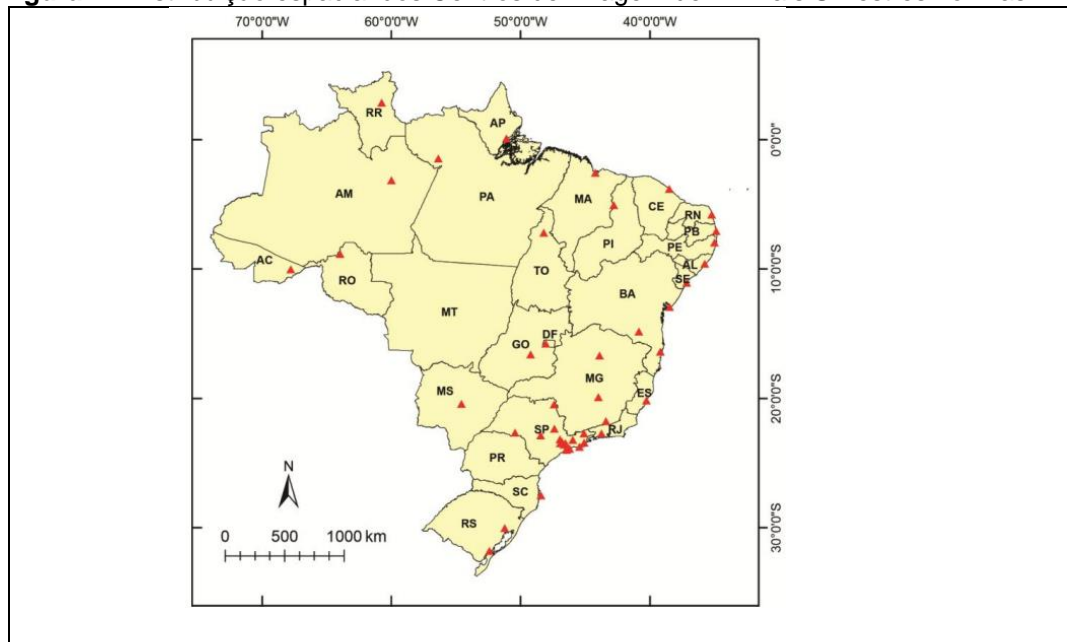 70°0'0"W 60°0'0"W 50°0'0"W 40°0'0"W
RR
AP
0°0'0"
AM
PA
MA
CE
RN
PB
PI
PE
AC
TO
AL
SE
10°0'0"S
RO
BA
MT
DF
GO
MG
MS
ES
20°0'0"S
SP
RJ
PR
N
SC
RS
30°0'0"S
0 500 1000 km